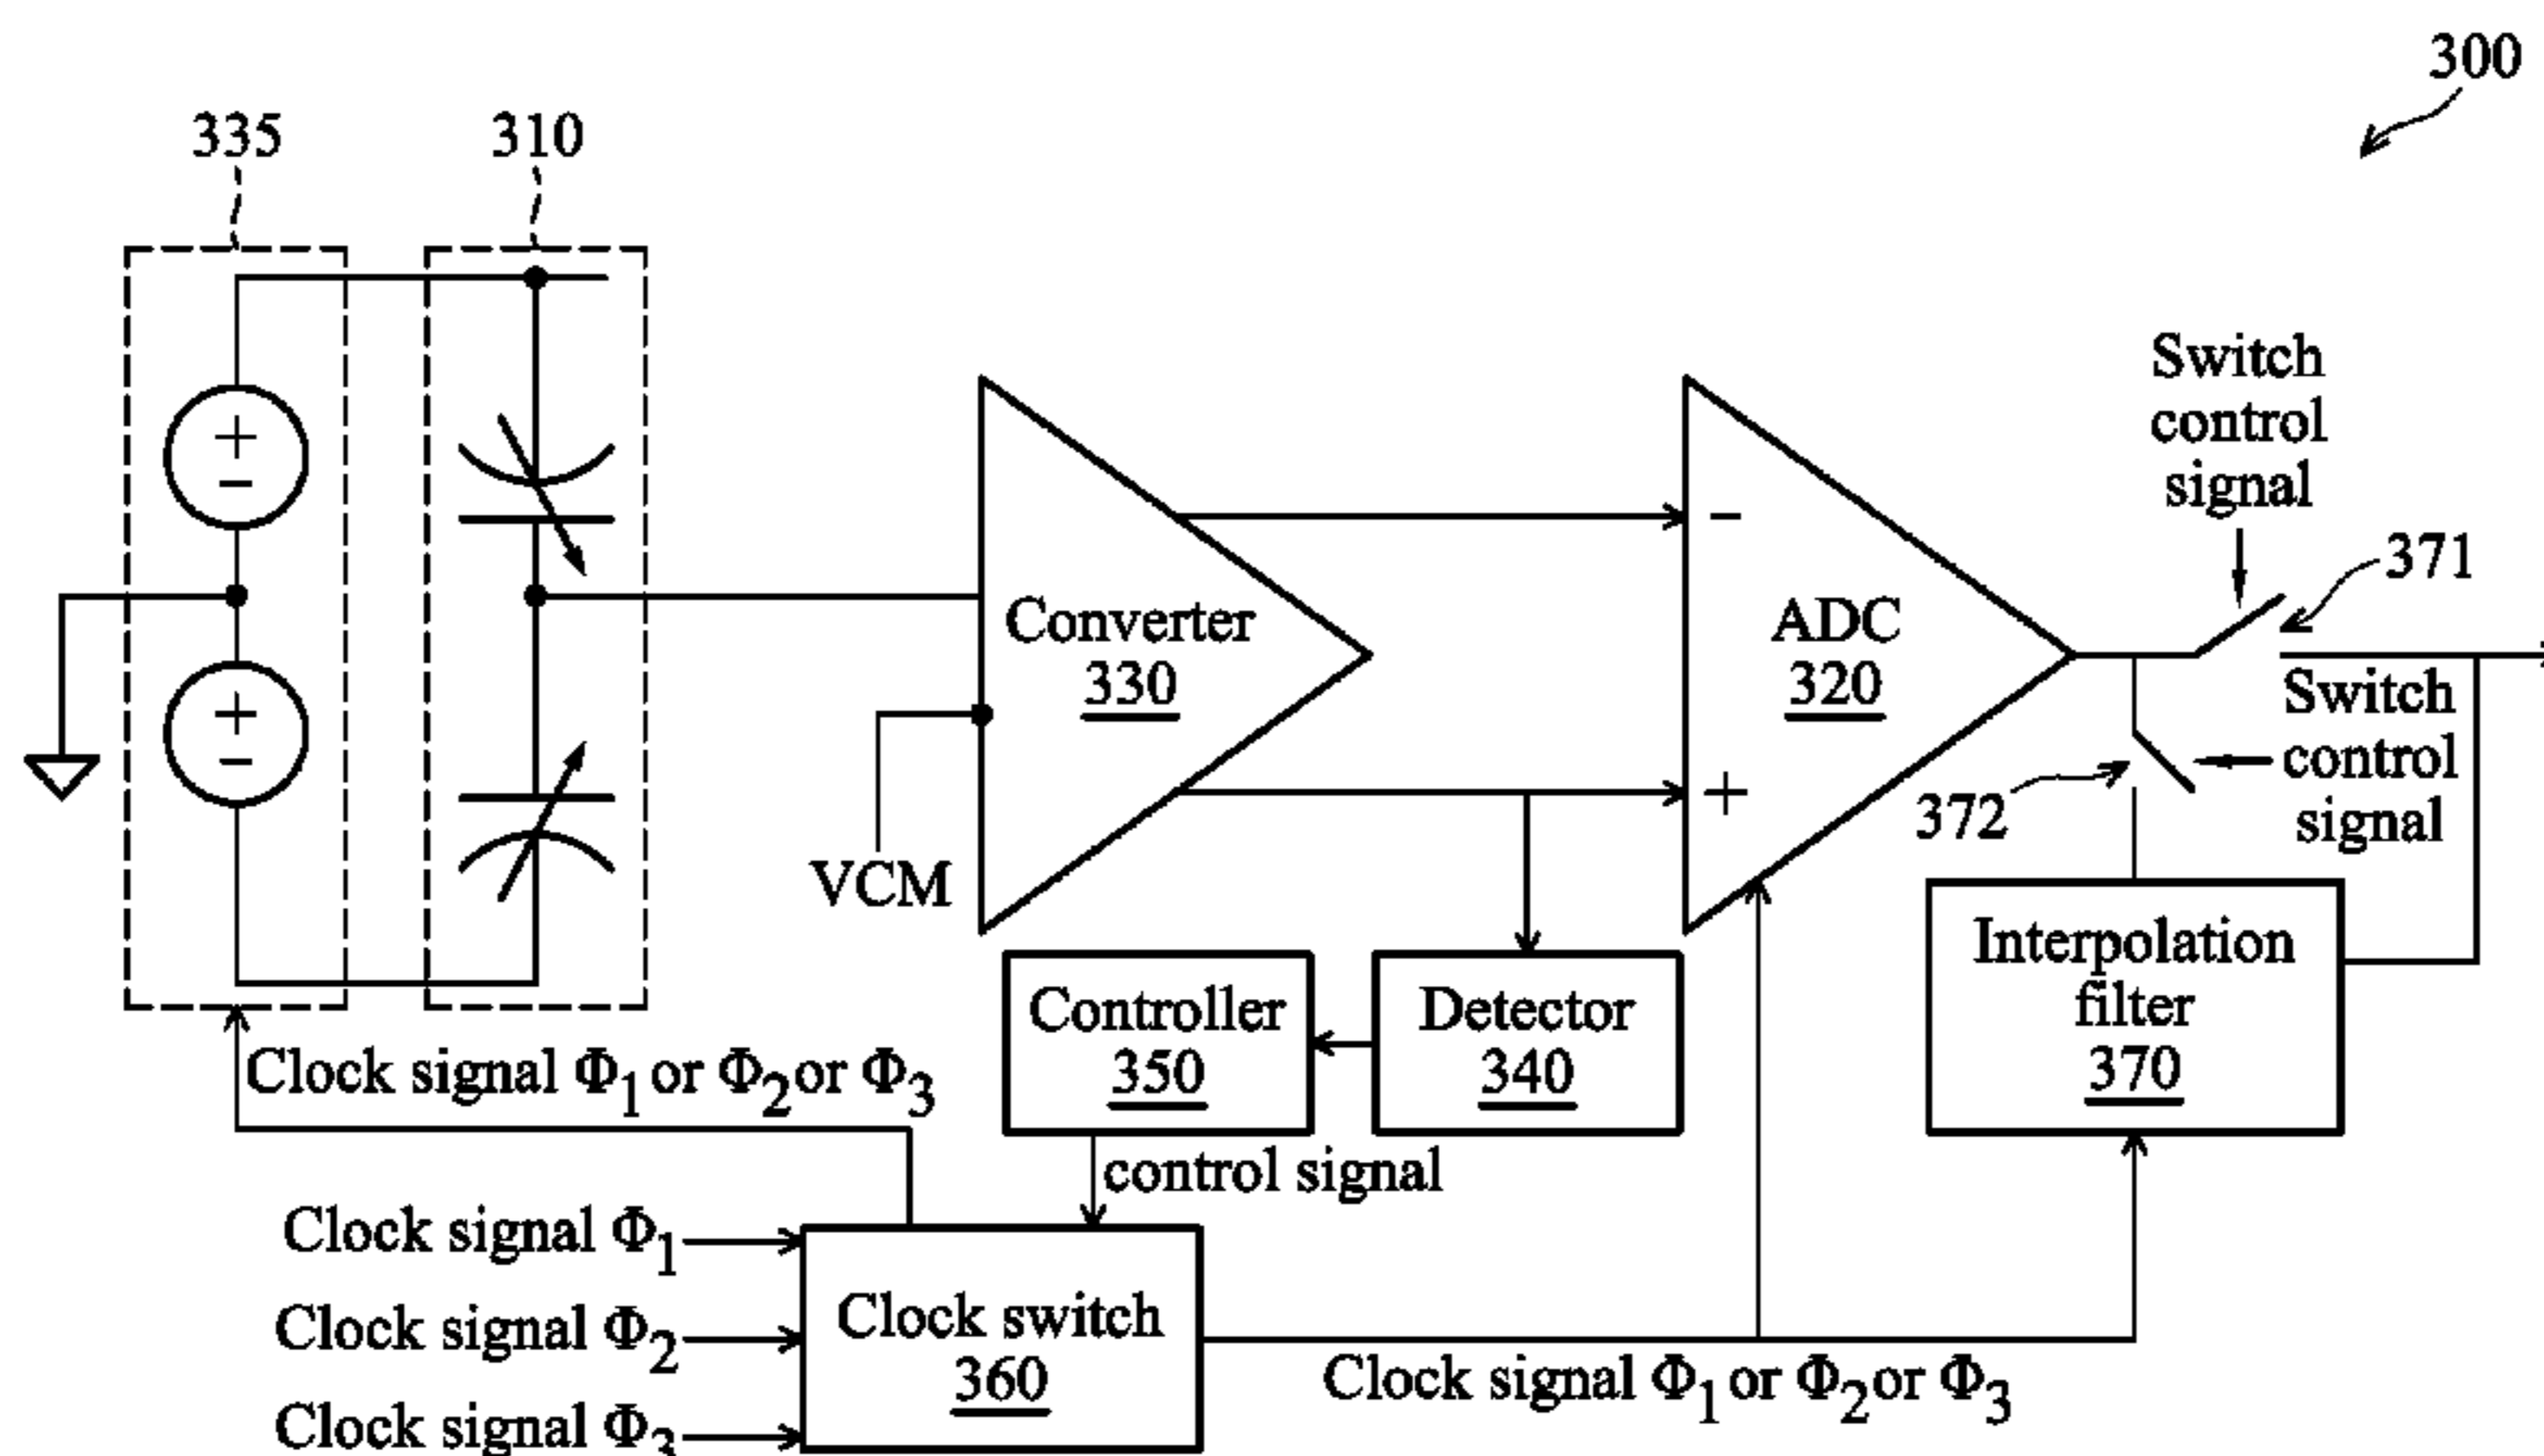 300
335
310
Switch
control
signal
371
+
−
-
Converter
330
ADC
320
+
−
+
VCM
372
Switch
control
signal
Interpolation
filter
370
Controller
350
Detector
340
Clock signal Φ1 or Φ2 or Φ3
control signal
Clock signal Φ1
Clock signal Φ2
Clock signal Φ3
Clock switch
360
Clock signal Φ1 or Φ2 or Φ3